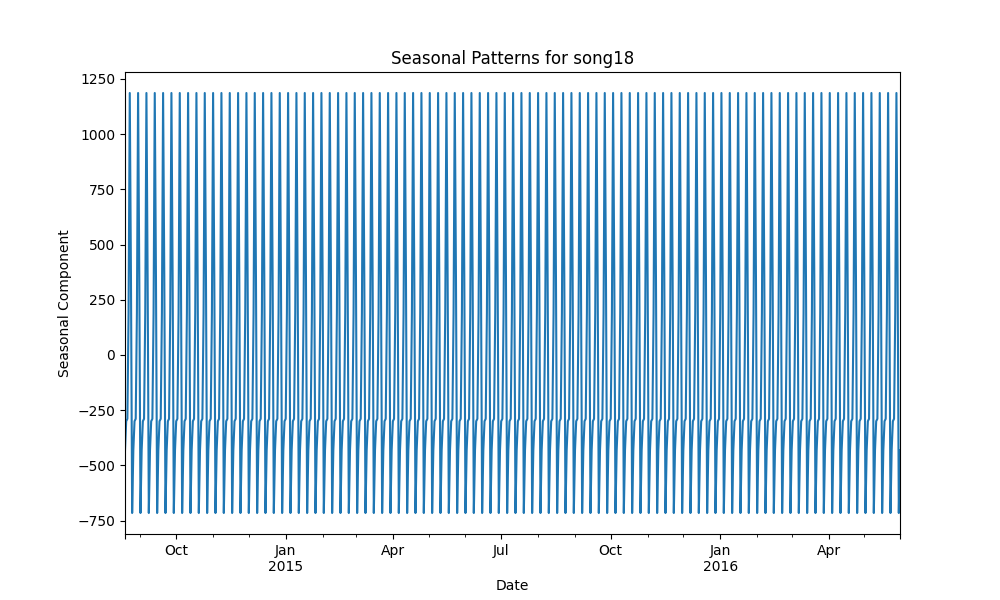 Seasonal Patterns for song18
1250
1000
750
500
250
0
−250
−500
−750
Seasonal Component
Oct Jan Apr Jul Oct Jan Apr
2015 2016
Date